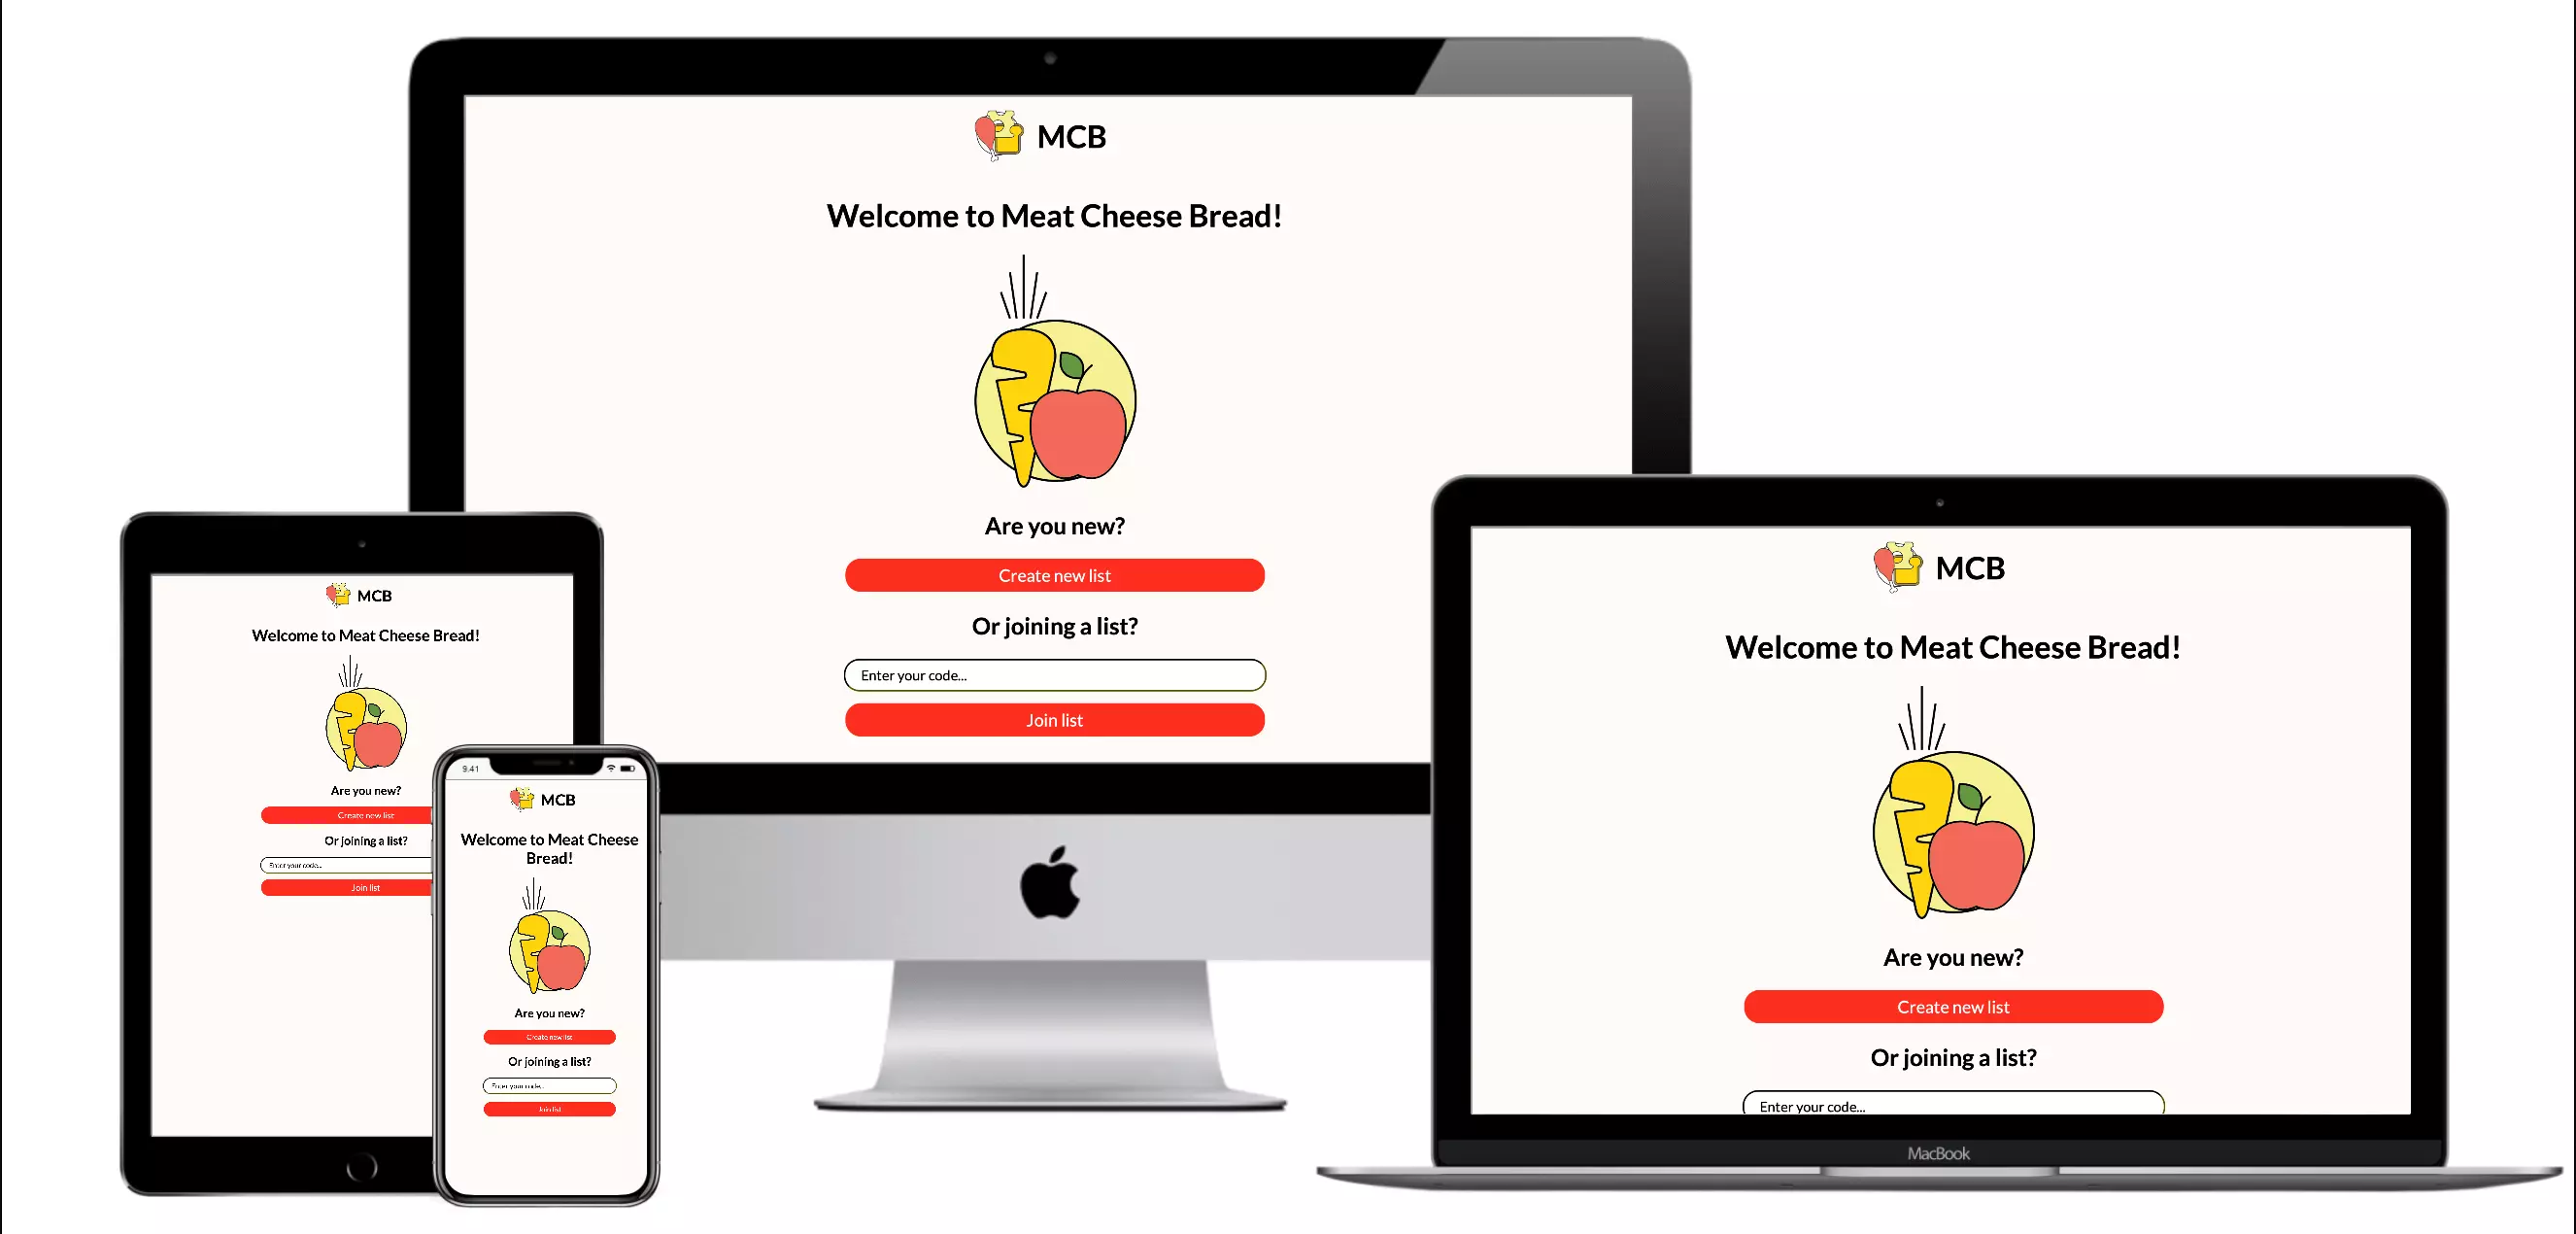 MCB
Welcome to Meat Cheese Bread!
Are you new?
Create new list
Or joining a list?
Enter your code...
Join list
MCB
Welcome to Meat Cheese Bread!
Are you new?
Create new list
Or joining a list?
Enter your code...
Join list
9:41
MCB
Welcome to Meat Cheese
Bread!
Are you new?
Create new list
Or joining a list?
Enter your code...
Join list
MCB
Welcome to Meat Cheese Bread!
Are you new?
Create new list
Or joining a list?
Enter your code...
MacBook